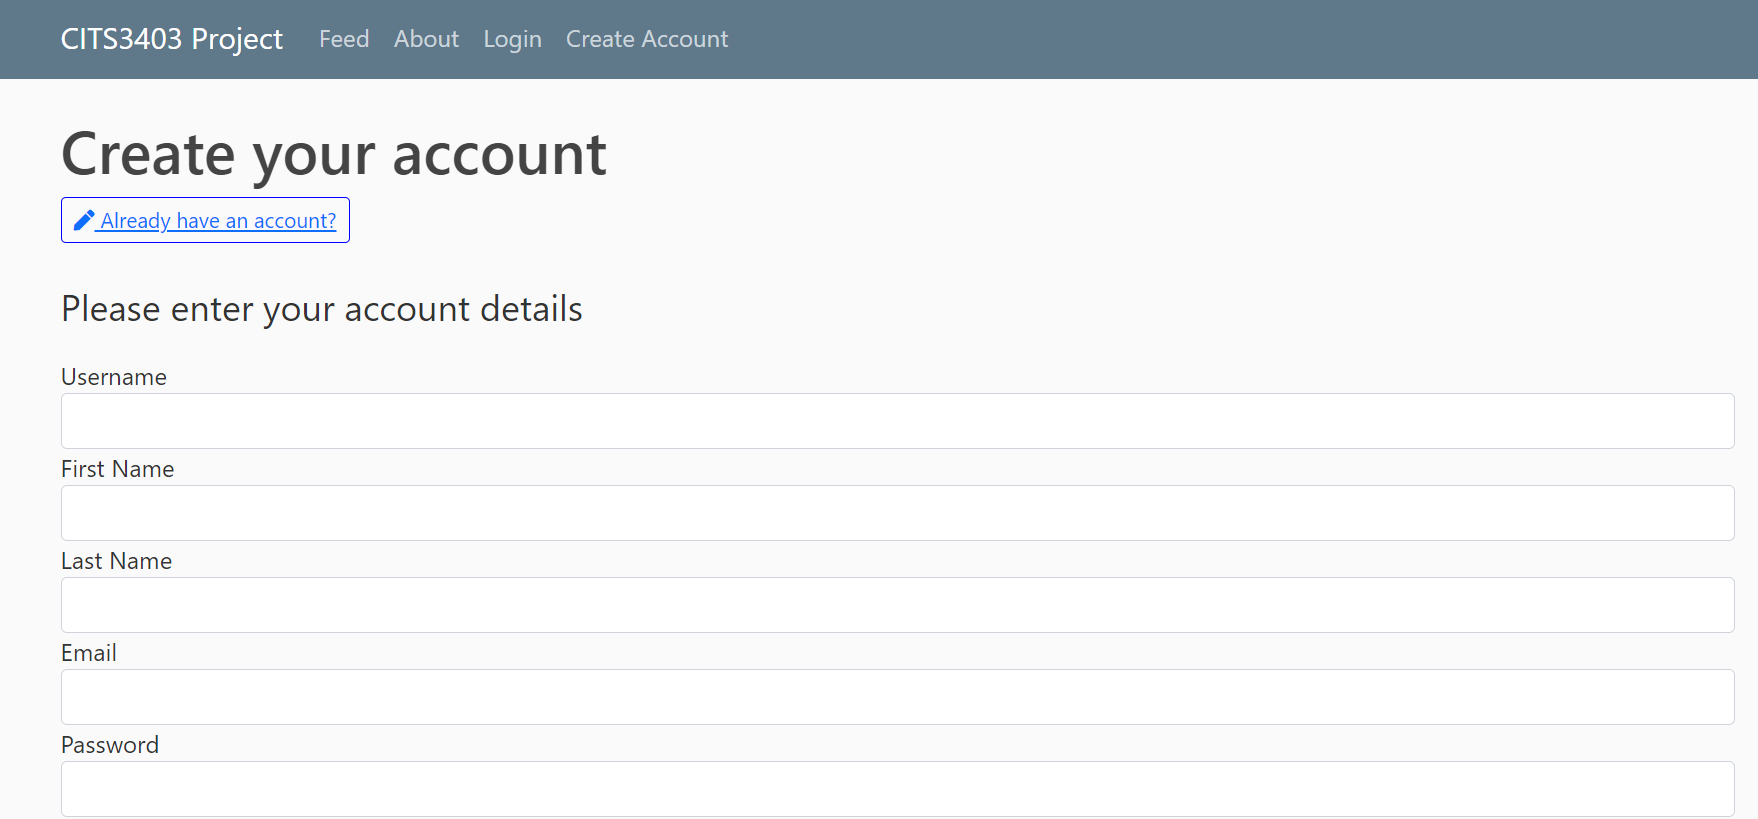 CITS3403 Project Feed About Login Create Account
Create your account
Already have an account?
Please enter your account details
Username
First Name
Last Name
Email
Password